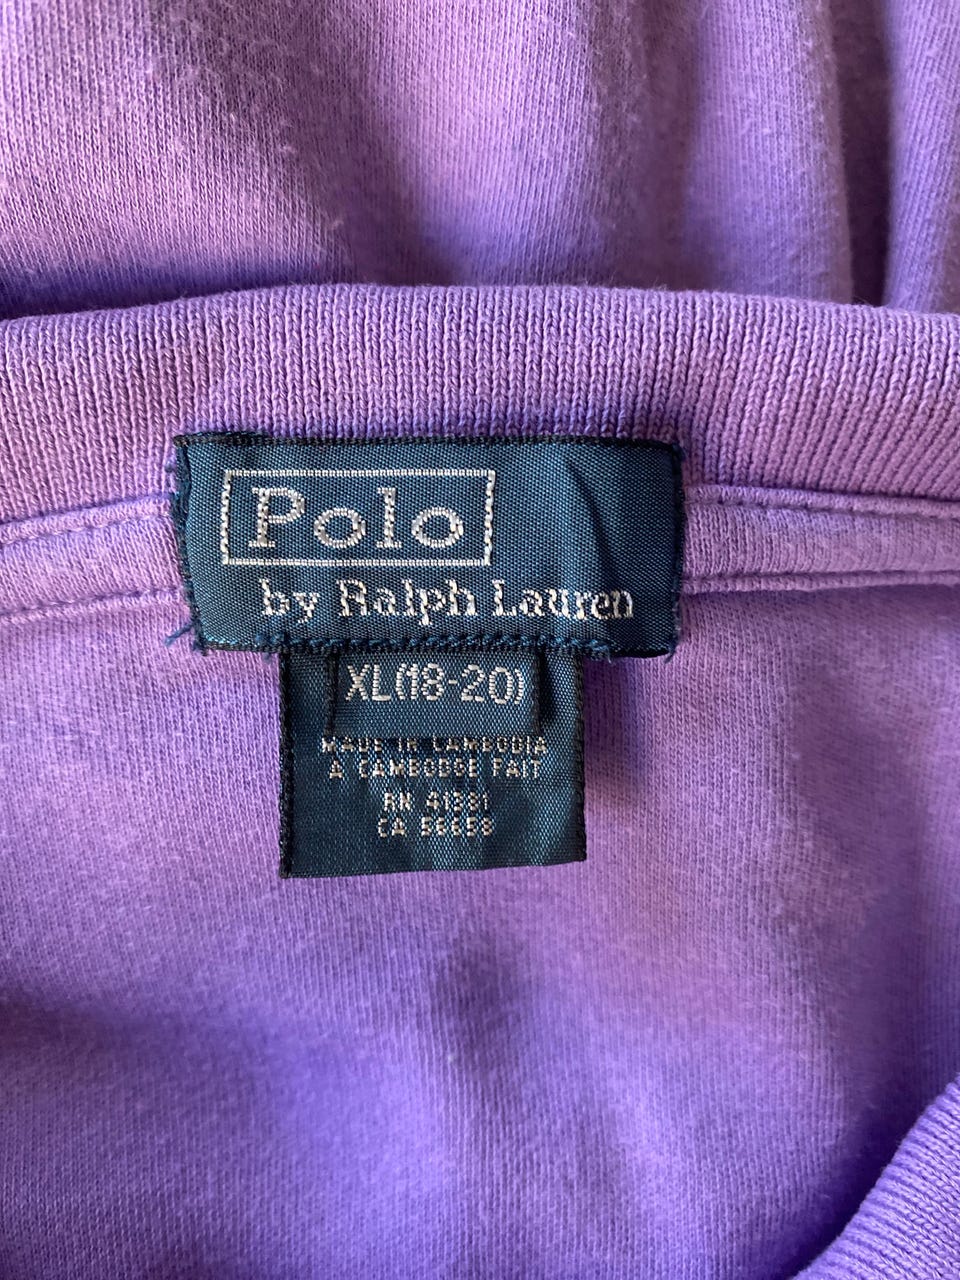 Polo
by Ralph Lauren
XL(18-20)
MADE IN CAMBODIA
A CAMBODGE FAIT
RN 41381
CA 56658